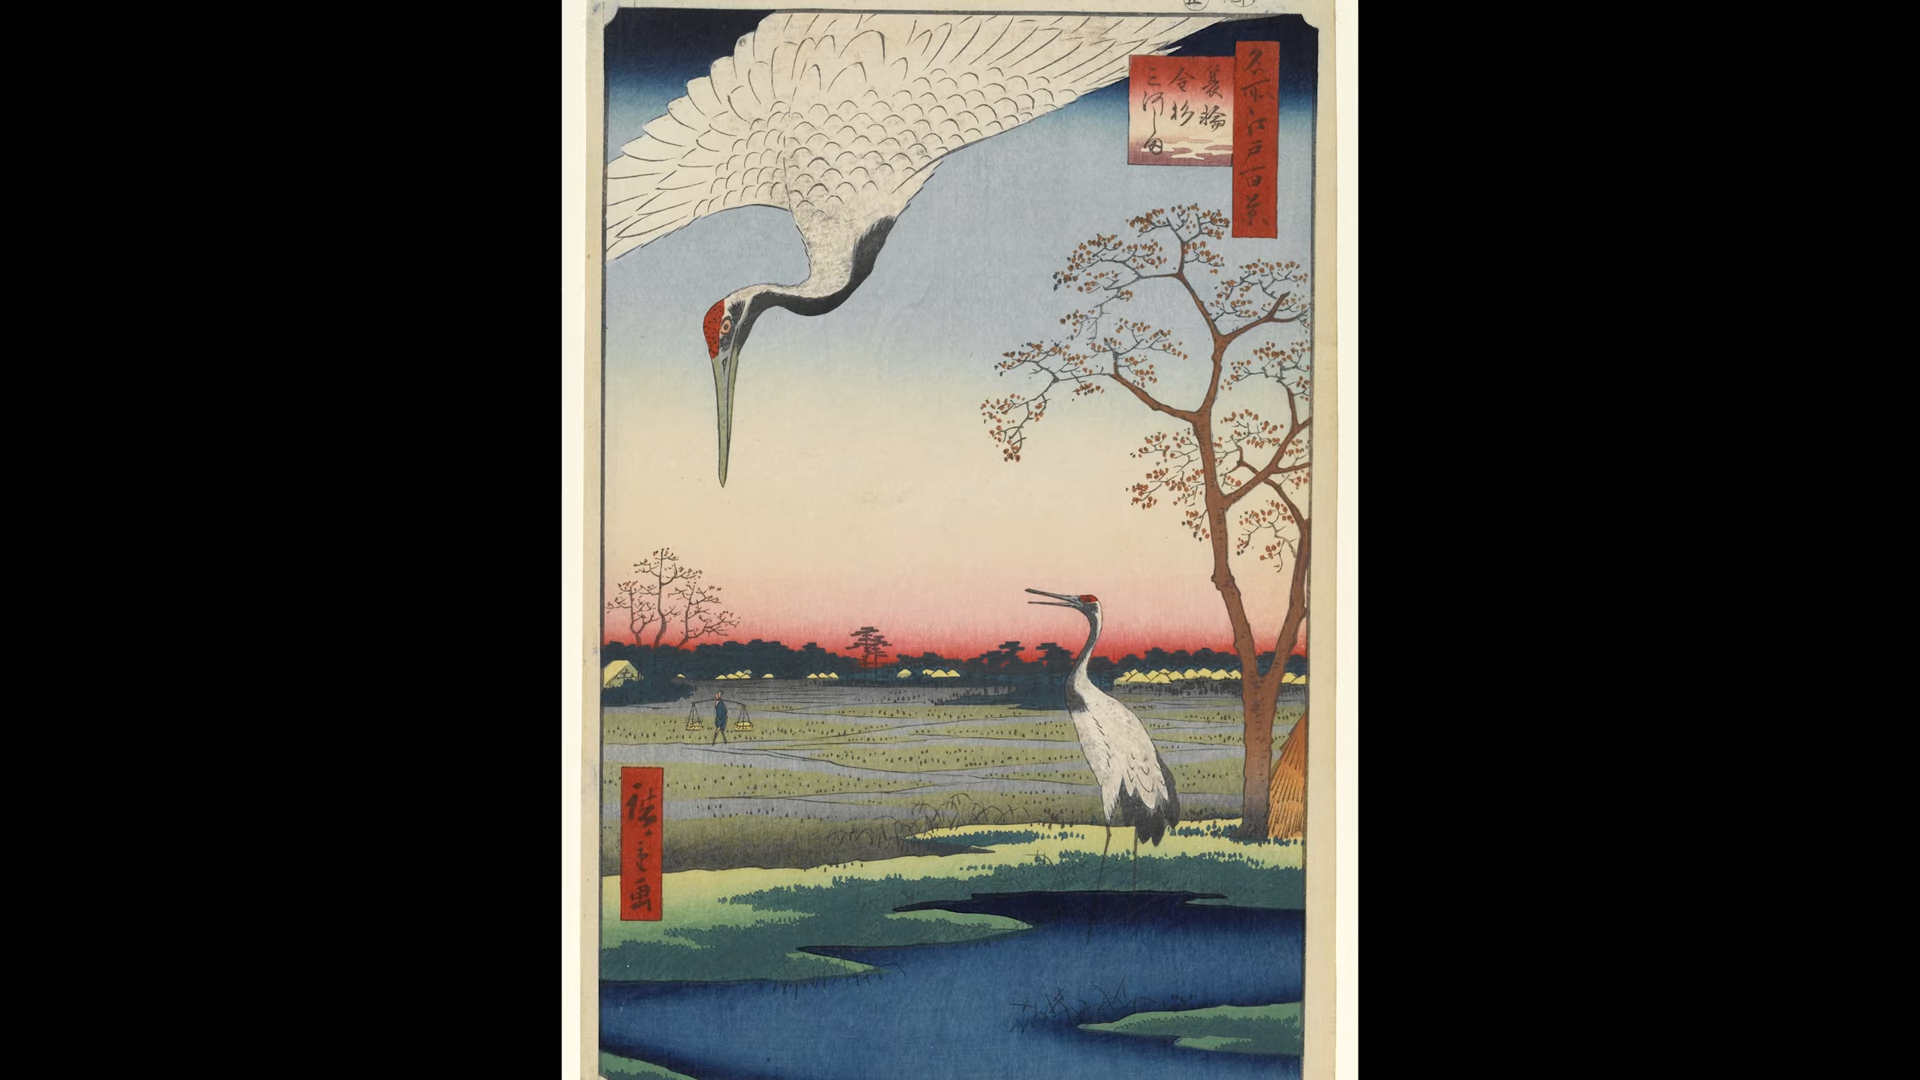 名所江戸百景
蓑輪
金杉
三河しま
廣重画